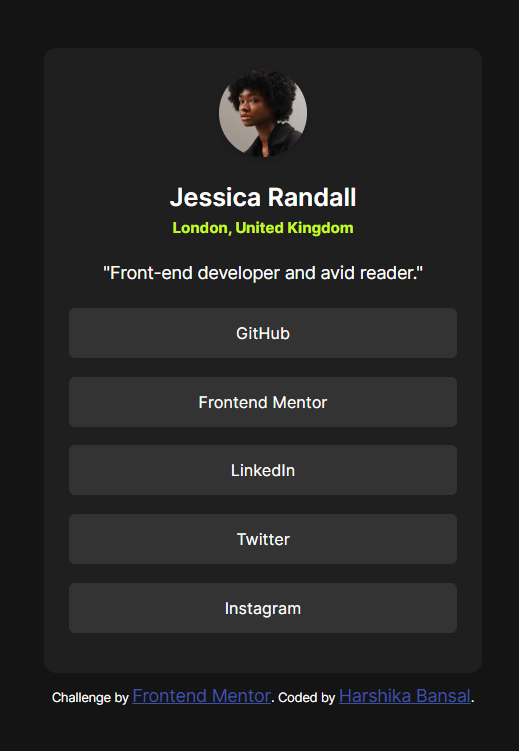 Jessica Randall
London, United Kingdom
"Front-end developer and avid reader."
GitHub
Frontend Mentor
LinkedIn
Twitter
Instagram
Challenge by Frontend Mentor. Coded by Harshika Bansal.